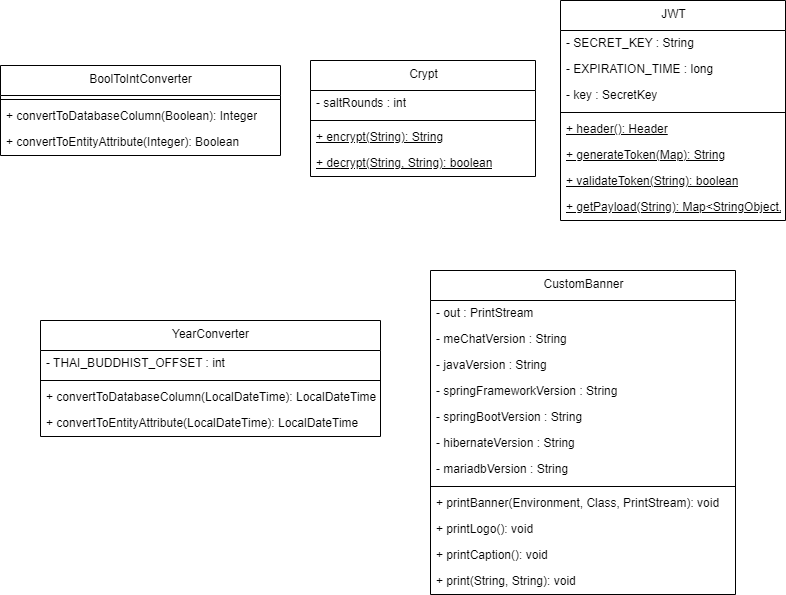 BoolToIntConverter
+ convertToDatabaseColumn(Boolean): Integer
+ convertToEntityAttribute(Integer): Boolean
Crypt
- saltRounds : int
+ encrypt(String): String
+ decrypt(String, String): boolean
JWT
- SECRET_KEY : String
- EXPIRATION_TIME : long
- key : SecretKey
+ header(): Header
+ generateToken(Map): String
+ validateToken(String): boolean
+ getPayload(String): Map<StringObject,
YearConverter
- THAI_BUDDHIST_OFFSET : int
+ convertToDatabaseColumn(LocalDateTime): LocalDateTime
+ convertToEntityAttribute(LocalDateTime): LocalDateTime
CustomBanner
- out : PrintStream
- meChatVersion : String
- javaVersion : String
- springFrameworkVersion : String
- springBootVersion : String
- hibernateVersion : String
- mariadbVersion : String
+ printBanner(Environment, Class, PrintStream): void
+ printLogo(): void
+ printCaption(): void
+ print(String, String): void